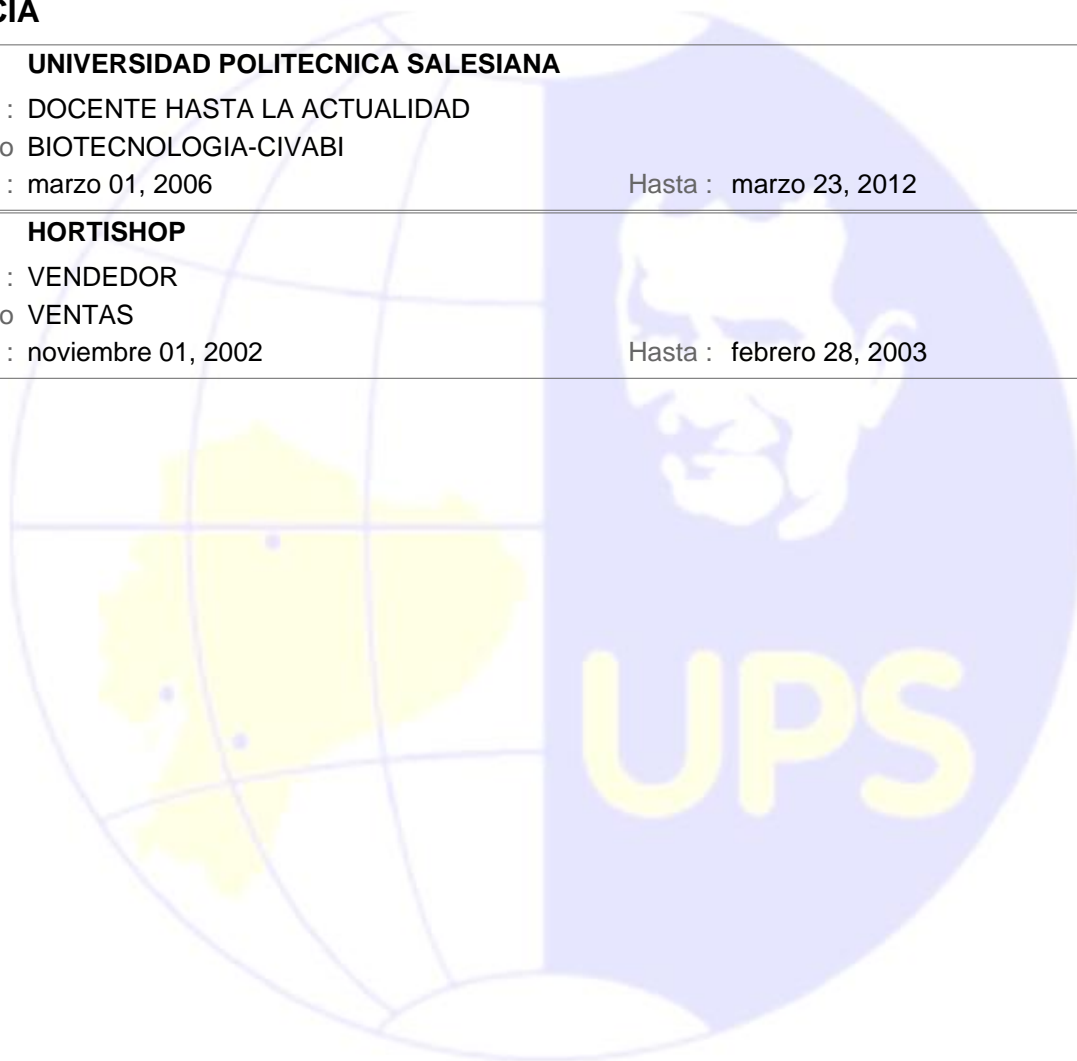 CIA
UNIVERSIDAD POLITECNICA SALESIANA
: DOCENTE HASTA LA ACTUALIDAD
o BIOTECNOLOGIA-CIVABI
: marzo 01, 2006 Hasta : marzo 23, 2012
HORTISHOP
: VENDEDOR
o VENTAS
: noviembre 01, 2002 Hasta : febrero 28, 2003
UPS